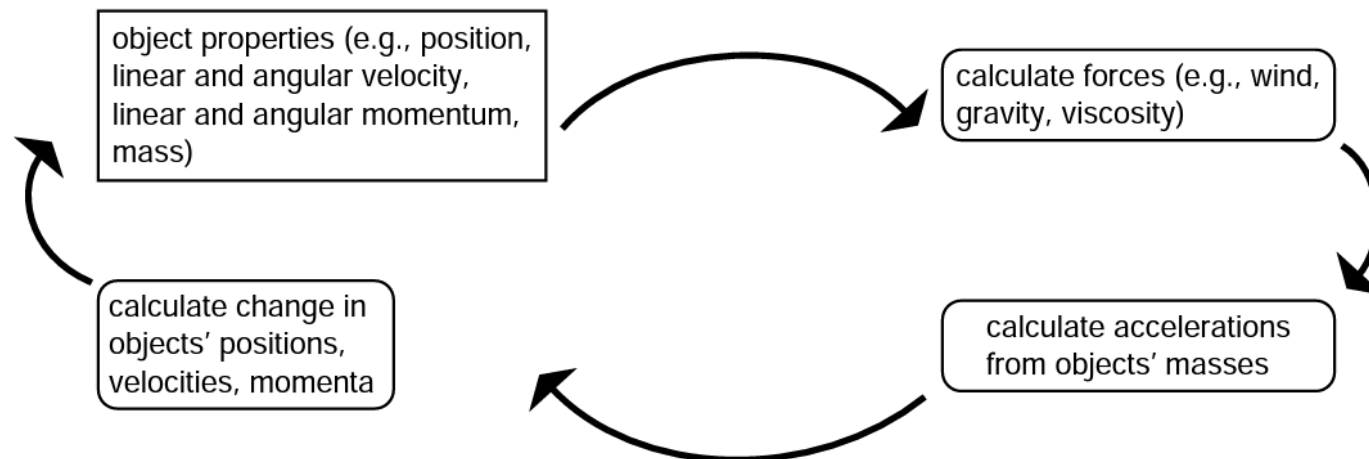 object properties (e.g., position,
linear and angular velocity,
linear and angular momentum,
mass)
calculate forces (e.g., wind,
gravity, viscosity)
calculate accelerations
from objects’ masses
calculate change in
objects’ positions,
velocities, momenta